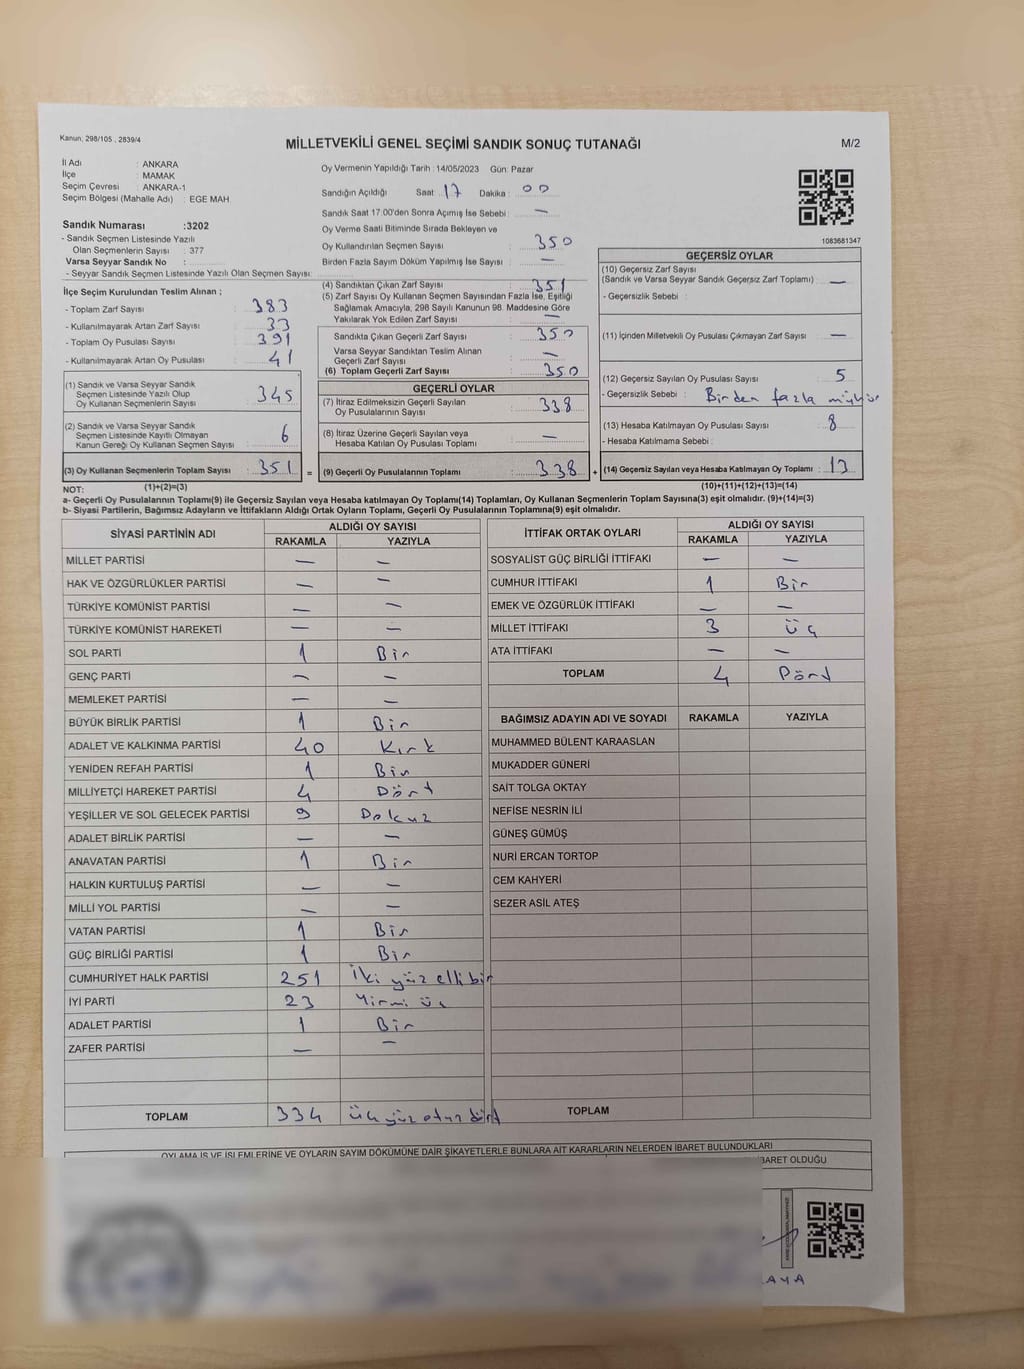 Kanun: 298/105 , 2839/4
MİLLETVEKİLİ GENEL SEÇİMİ SANDIK SONUÇ TUTANAĞI
M/2
İl Adı : ANKARA
İlçe : MAMAK
Seçim Çevresi : ANKARA-1
Seçim Bölgesi (Mahalle Adı) : EGE MAH.
Oy Vermenin Yapıldığı Tarih : 14/05/2023 Gün: Pazar
Sandığın Açıldığı Saat : 17 Dakika : 00
Sandık Saat 17:00'den Sonra Açımış İse Sebebi : —
Sandık Numarası :3202
- Sandık Seçmen Listesinde Yazılı
Olan Seçmenlerin Sayısı : 377
Varsa Seyyar Sandık No :
- Seyyar Sandık Seçmen Listesinde Yazılı Olan Seçmen Sayısı:
Oy Verme Saati Bitiminde Sırada Bekleyen ve
Oy Kullandırılan Seçmen Sayısı : 350
Birden Fazla Sayım Döküm Yapılmış İse Sayısı : —
1083681347
İlçe Seçim Kurulundan Teslim Alınan ;
- Toplam Zarf Sayısı : 383
- Kullanılmayarak Artan Zarf Sayısı : 33
- Toplam Oy Pusulası Sayısı : 391
- Kullanılmayarak Artan Oy Pusulası : 41
(1) Sandık ve Varsa Seyyar Sandık
Seçmen Listesinde Yazılı Olup
Oy Kullanan Seçmenlerin Sayısı : 345
(2) Sandık ve Varsa Seyyar Sandık
Seçmen Listesinde Kayıtlı Olmayan
Kanun Gereği Oy Kullanan Seçmen Sayısı : 6
(3) Oy Kullanan Seçmenlerin Toplam Sayısı : 351 =
(1)+(2)=(3)
(4) Sandıktan Çıkan Zarf Sayısı : 351
(5) Zarf Sayısı Oy Kullanan Seçmen Sayısından Fazla İse, Eşitliği
Sağlamak Amacıyla, 298 Sayılı Kanunun 98. Maddesine Göre
Yakılarak Yok Edilen Zarf Sayısı : —
Sandıkta Çıkan Geçerli Zarf Sayısı : 350
Varsa Seyyar Sandıktan Teslim Alınan
Geçerli Zarf Sayısı : —
(6) Toplam Geçerli Zarf Sayısı : 350
GEÇERLİ OYLAR
(7) İtiraz Edilmeksizin Geçerli Sayılan
Oy Pusulalarının Sayısı : 338
(8) İtiraz Üzerine Geçerli Sayılan veya
Hesaba Katılan Oy Pusulası Toplamı : —
(9) Geçerli Oy Pusulalarının Toplamı : 338 +
GEÇERSİZ OYLAR
(10) Geçersiz Zarf Sayısı
(Sandık ve Varsa Seyyar Sandık Geçersiz Zarf Toplamı) : —
- Geçersizlik Sebebi :
(11) İçinden Milletvekili Oy Pusulası Çıkmayan Zarf Sayısı : —
(12) Geçersiz Sayılan Oy Pusulası Sayısı : 5
- Geçersizlik Sebebi : Birden fazla mühür
(13) Hesaba Katılmayan Oy Pusulası Sayısı : 8
- Hesaba Katılmama Sebebi :
(14) Geçersiz Sayılan veya Hesaba Katılmayan Oy Toplamı : 13
(10)+(11)+(12)+(13)=(14)
NOT:
a- Geçerli Oy Pusulalarının Toplamı(9) ile Geçersiz Sayılan veya Hesaba katılmayan Oy Toplamı(14) Toplamları, Oy Kullanan Seçmenlerin Toplam Sayısına(3) eşit olmalıdır. (9)+(14)=(3)
b- Siyasi Partilerin, Bağımsız Adayların ve İttifakların Aldığı Ortak Oyların Toplamı, Geçerli Oy Pusulalarının Toplamına(9) eşit olmalıdır.
SİYASİ PARTİNİN ADI ALDIĞI OY SAYISI
RAKAMLA YAZIYLA
MİLLET PARTİSİ — —
HAK VE ÖZGÜRLÜKLER PARTİSİ — —
TÜRKİYE KOMÜNİST PARTİSİ — —
TÜRKİYE KOMÜNİST HAREKETİ — —
SOL PARTİ 1 Bir
GENÇ PARTİ — —
MEMLEKET PARTİSİ — —
BÜYÜK BİRLİK PARTİSİ 1 Bir
ADALET VE KALKINMA PARTİSİ 40 Kırk
YENİDEN REFAH PARTİSİ 1 Bir
MİLLİYETÇİ HAREKET PARTİSİ 4 Dört
YEŞİLLER VE SOL GELECEK PARTİSİ 9 Dokuz
ADALET BİRLİK PARTİSİ — —
ANAVATAN PARTİSİ 1 Bir
HALKIN KURTULUŞ PARTİSİ — —
MİLLİ YOL PARTİSİ — —
VATAN PARTİSİ 1 Bir
GÜÇ BİRLİĞİ PARTİSİ 1 Bir
CUMHURİYET HALK PARTİSİ 251 İki yüz elli bir
İYİ PARTİ 23 Yirmi üç
ADALET PARTİSİ 1 Bir
ZAFER PARTİSİ — —
TOPLAM 334 üç yüz otuz dört
İTTİFAK ORTAK OYLARI ALDIĞI OY SAYISI
RAKAMLA YAZIYLA
SOSYALİST GÜÇ BİRLİĞİ İTTİFAKI — —
CUMHUR İTTİFAKI 1 Bir
EMEK VE ÖZGÜRLÜK İTTİFAKI — —
MİLLET İTTİFAKI 3 üç
ATA İTTİFAKI — —
TOPLAM 4 Dört
BAĞIMSIZ ADAYIN ADI VE SOYADI RAKAMLA YAZIYLA
MUHAMMED BÜLENT KARAASLAN
MUKADDER GÜNERİ
SAİT TOLGA OKTAY
NEFİSE NESRİN İLİ
GÜNEŞ GÜMÜŞ
NURİ ERCAN TORTOP
CEM KAHYERİ
SEZER ASIL ATEŞ
TOPLAM
OYLAMA İŞ VE İŞLEMLERİNE VE OYLARIN SAYIM DÖKÜMÜNE DAİR ŞİKAYETLERLE BUNLARA AİT KARARLARIN NELERDEN İBARET BULUNDUKLARI
BARET OLDUĞU